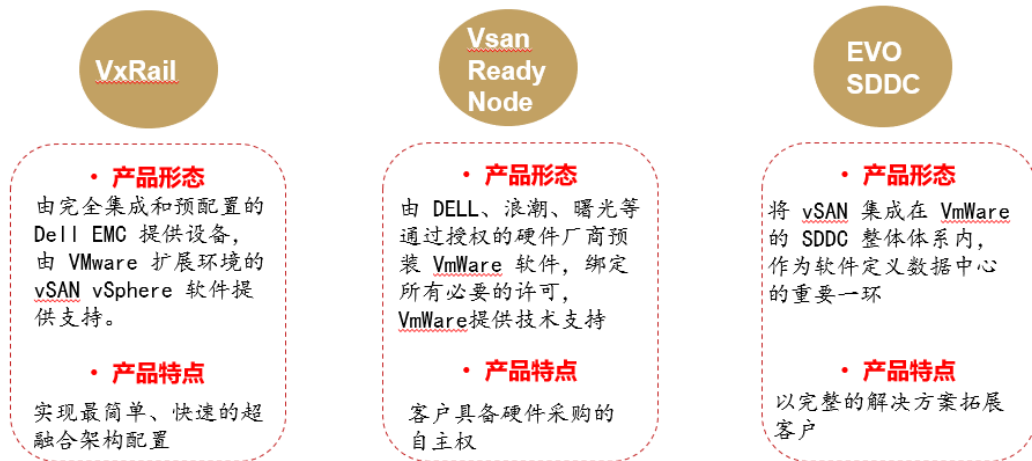 VxRail
• 产品形态
由完全集成和预配置的
Dell EMC 提供设备，
由 VMware 扩展环境的
vSAN vSphere 软件提
供支持。
• 产品特点
实现最简单、快速的超
融合架构配置
Vsan
Ready
Node
• 产品形态
由 DELL、浪潮、曙光等
通过授权的硬件厂商预
装 VmWare 软件，绑定
所有必要的许可，
VmWare提供技术支持
• 产品特点
客户具备硬件采购的
自主权
EVO
SDDC
• 产品形态
将 vSAN 集成在 VmWare
的 SDDC 整体体系内，
作为软件定义数据中心
的重要一环
• 产品特点
以完整的解决方案拓展
客户